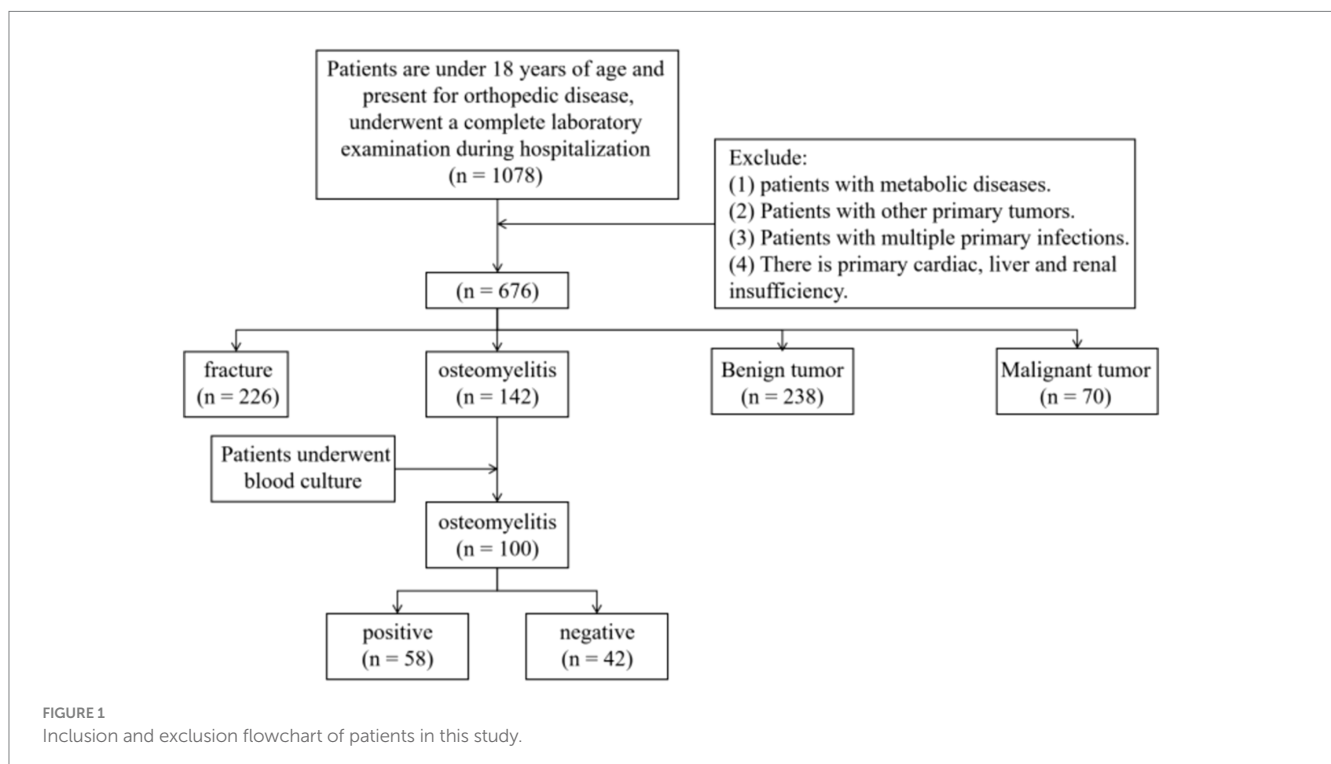 Patients are under 18 years of age and
present for orthopedic disease,
underwent a complete laboratory
examination during hospitalization
(n = 1078)
Exclude:
(1) patients with metabolic diseases.
(2) Patients with other primary tumors.
(3) Patients with multiple primary infections.
(4) There is primary cardiac, liver and renal
insufficiency.
(n = 676)
fracture
(n = 226)
osteomyelitis
(n = 142)
Benign tumor
(n = 238)
Malignant tumor
(n = 70)
Patients underwent
blood culture
osteomyelitis
(n = 100)
positive
(n = 58)
negative
(n = 42)
FIGURE 1
Inclusion and exclusion flowchart of patients in this study.